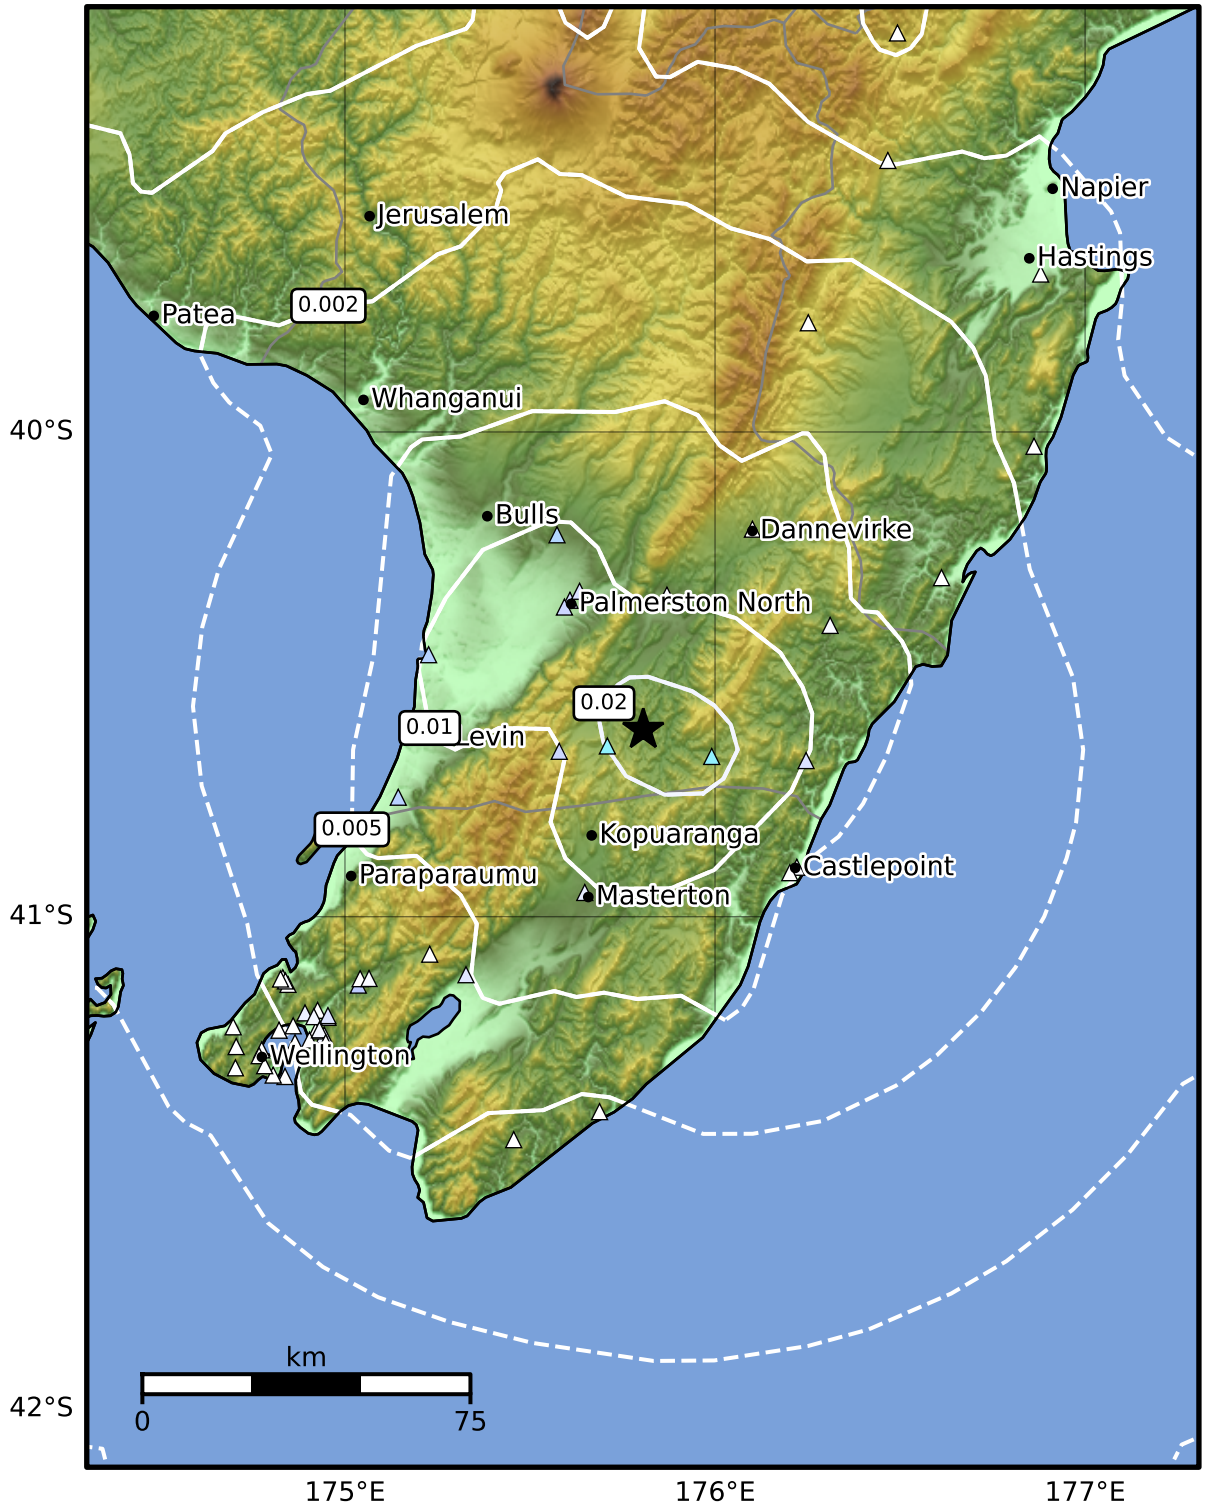 Napier
Jerusalem
Hastings
0.002
Patea
Whanganui
40°S
Bulls
Dannevirke
Palmerston North
0.02
0.01
Levin
0.005
Kopuaranga
Castlepoint
Paraparaumu
Masterton
41°S
Wellington
km
0
75
42°S
175°E
176°E
177°E